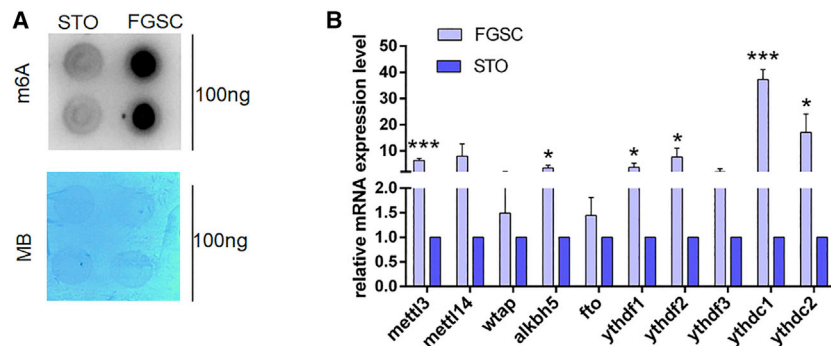 A
STO FGSC
m6A
100ng
MB
100ng
B
FGSC
STO
relative mRNA expression level
50
40
30
20
10
2.0
1.5
1.0
0.5
0.0
***
*
*
*
***
*
mettl3
mettl14
wtap
alkbh5
fto
ythdf1
ythdf2
ythdf3
ythdc1
ythdc2